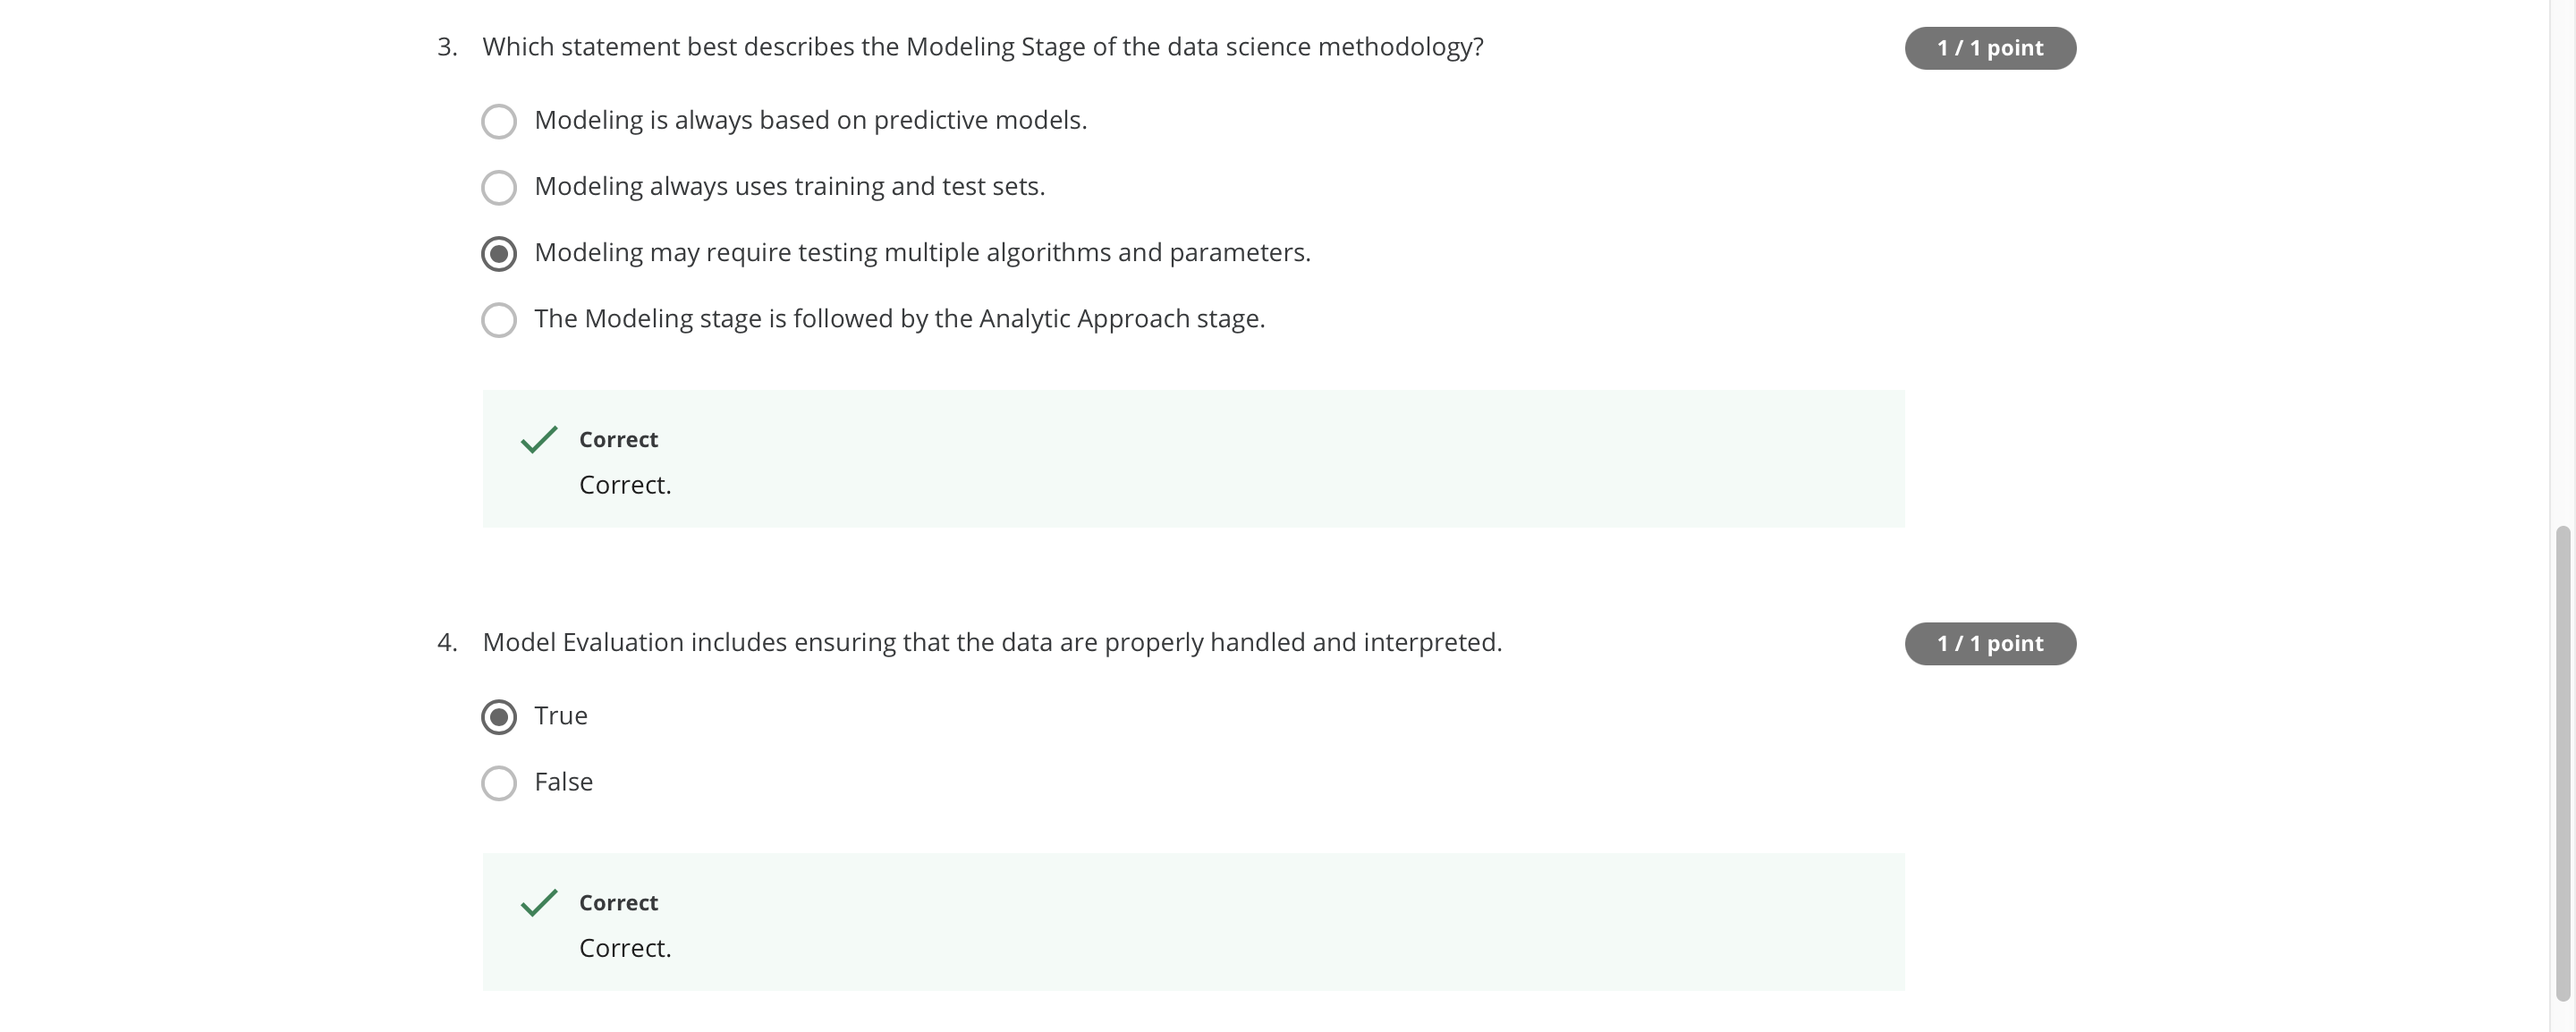 3. Which statement best describes the Modeling Stage of the data science methodology? 1 / 1 point
Modeling is always based on predictive models.
Modeling always uses training and test sets.
Modeling may require testing multiple algorithms and parameters.
The Modeling stage is followed by the Analytic Approach stage.
Correct
Correct.
4. Model Evaluation includes ensuring that the data are properly handled and interpreted. 1 / 1 point
True
False
Correct
Correct.